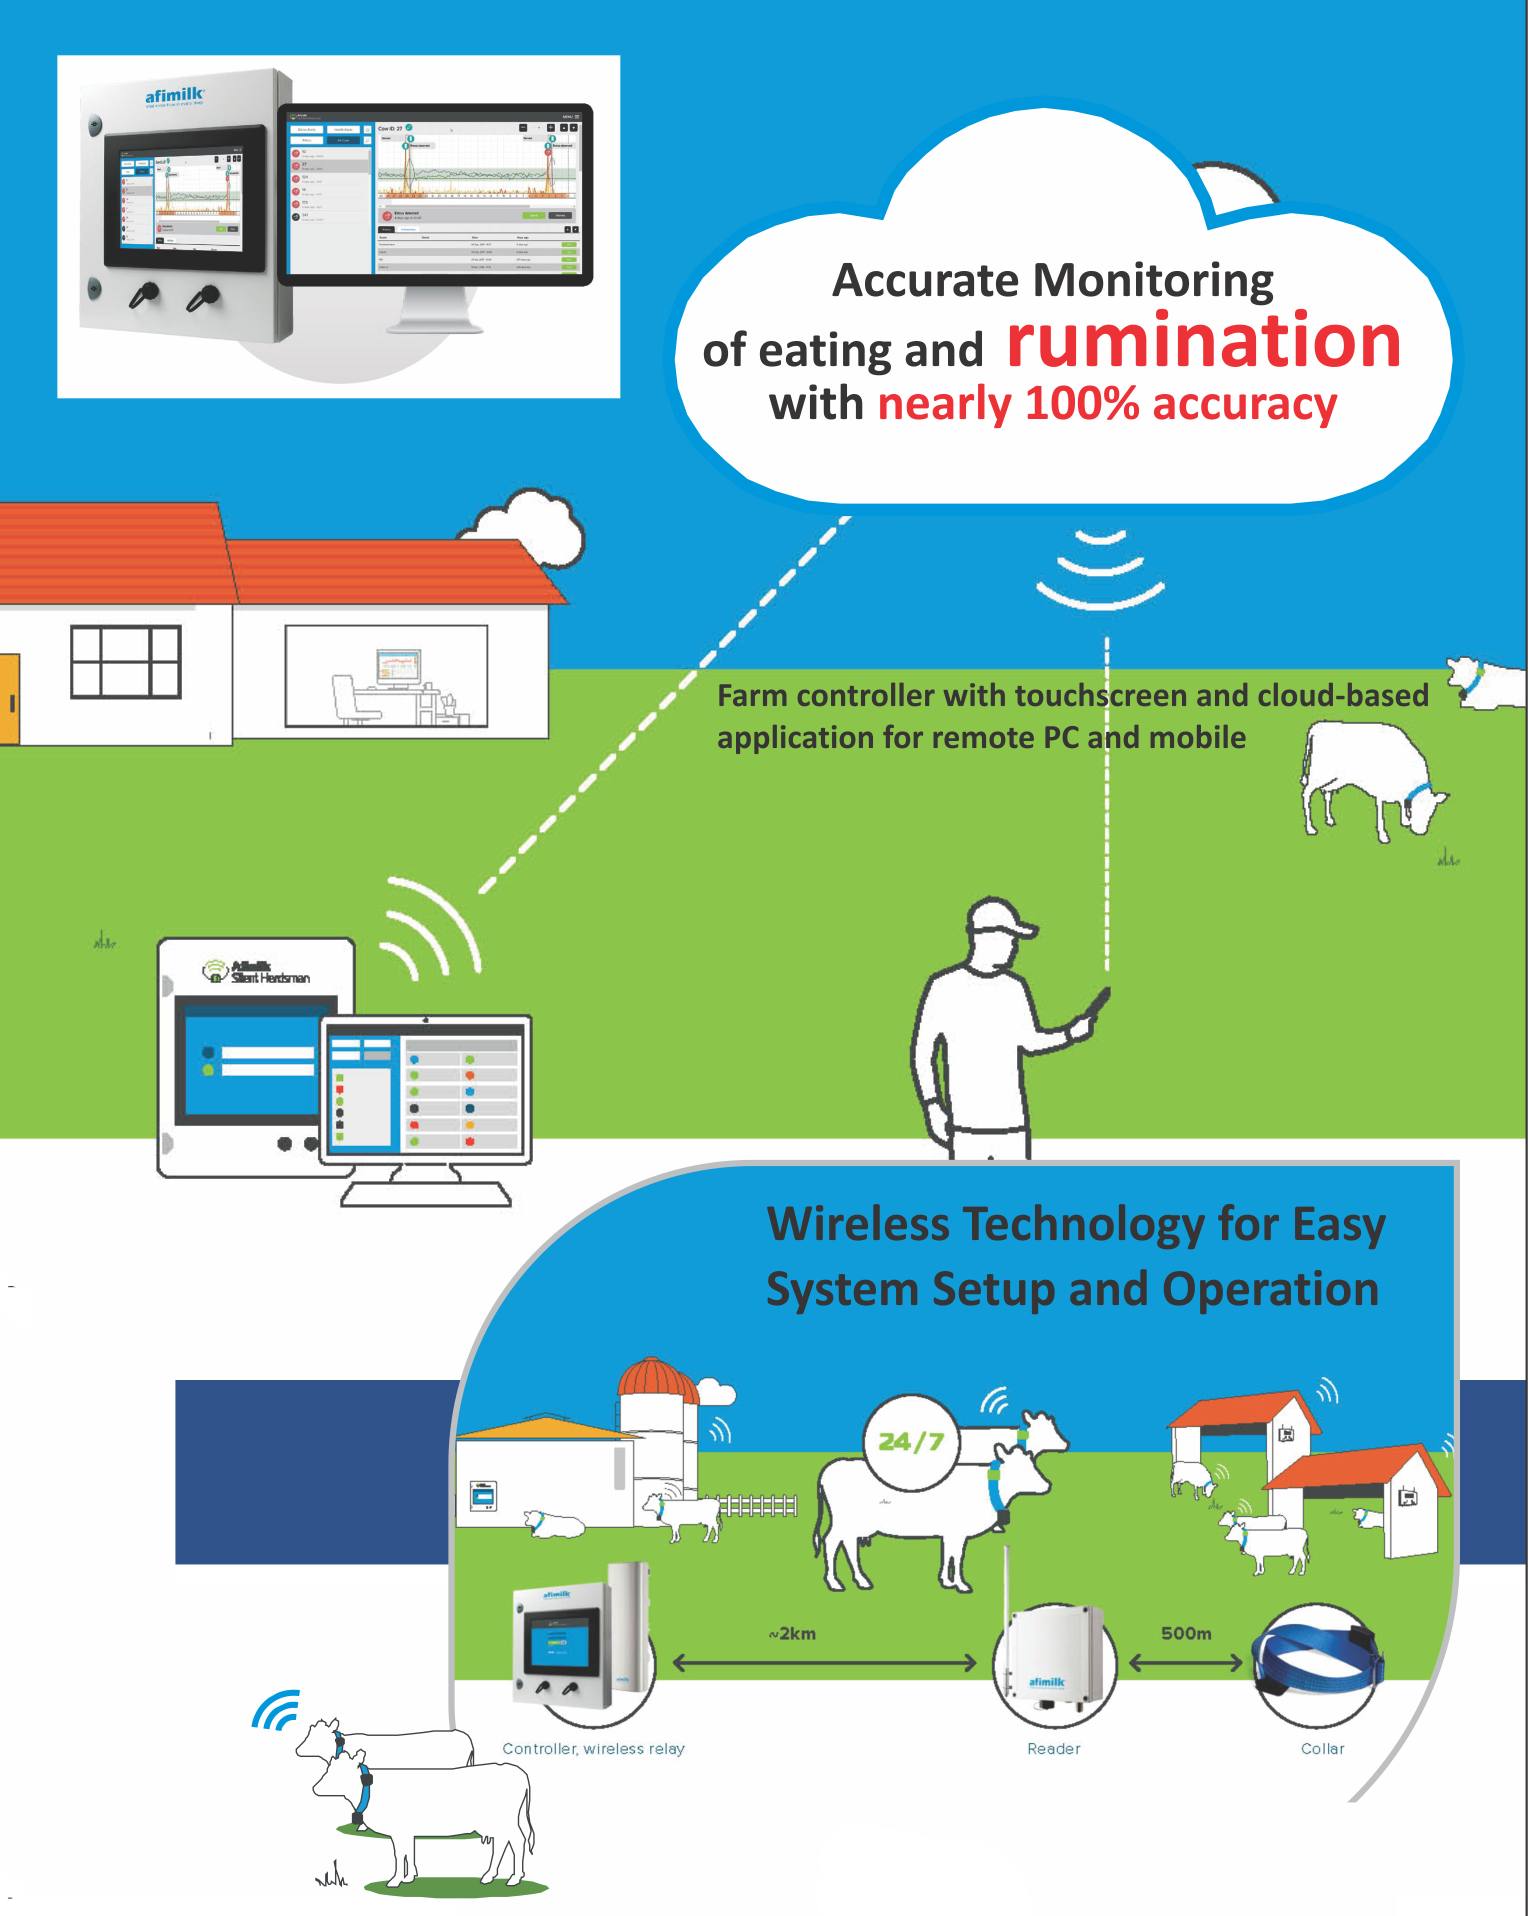 afimilk
Cow ID: 27
Accurate Monitoring
of eating and rumination
with nearly 100% accuracy
Farm controller with touchscreen and cloud-based
application for remote PC and mobile
Afimilk
Silent Herdsman
Wireless Technology for Easy
System Setup and Operation
24/7
afimilk
~2km
500m
afimilk
Controller, wireless relay
Reader
Collar